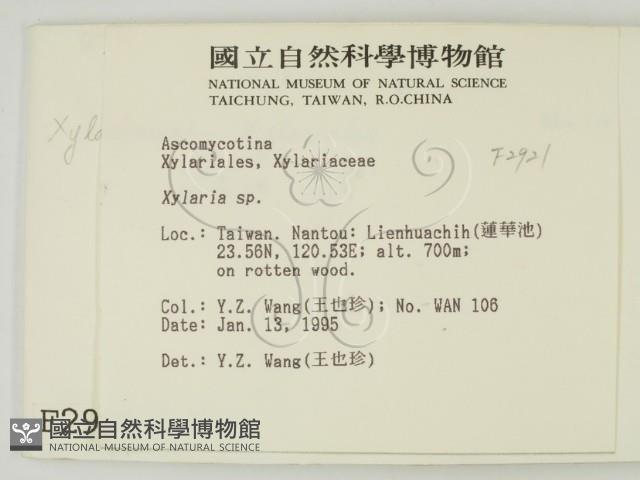 國立自然科學博物館
NATIONAL MUSEUM OF NATURAL SCIENCE
TAICHUNG, TAIWAN, R.O.CHINA
Xyla
Ascomycotina
Xylariales, Xylariaceae
F2921
Xylaria sp.
Loc.: Taiwan. Nantou: Lienhuachih(蓮華池)
23.56N, 120.53E; alt. 700m;
on rotten wood.
Col.: Y.Z. Wang(王也珍); No. WAN 106
Date: Jan. 13, 1995
Det.: Y.Z. Wang(王也珍)
F29
國立自然科學博物館
NATIONAL MUSEUM OF NATURAL SCIENCE